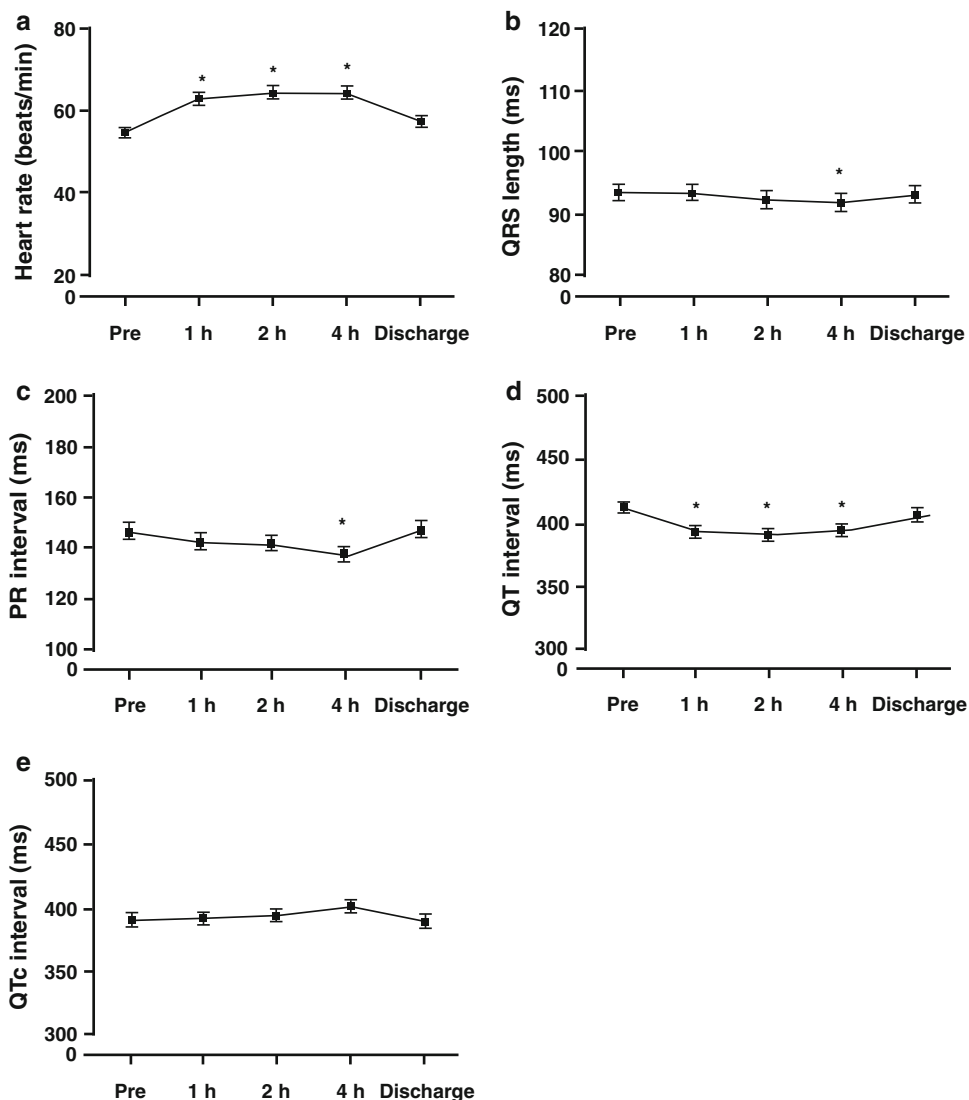 a
Heart rate (beats/min)
80
60
40
20
0
*
*
*
Pre 1 h 2 h 4 h Discharge
b
QRS length (ms)
120
110
100
90
80
0
*
Pre 1 h 2 h 4 h Discharge
c
PR interval (ms)
200
180
160
140
120
100
0
*
Pre 1 h 2 h 4 h Discharge
d
QT interval (ms)
500
450
400
350
300
0
*
*
*
Pre 1 h 2 h 4 h Discharge
e
QTc interval (ms)
500
450
400
350
300
0
Pre 1 h 2 h 4 h Discharge